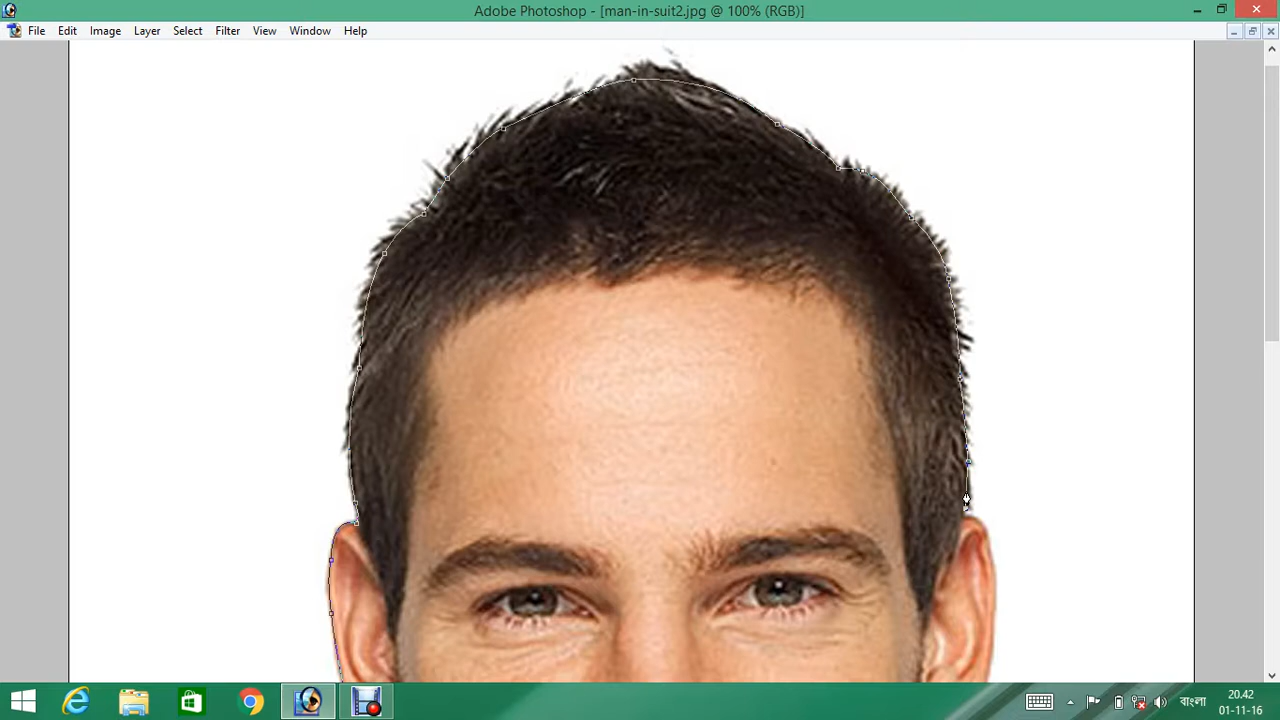 Adobe Photoshop - [man-in-suit2.jpg @ 100% (RGB)]
File Edit Image Layer Select Filter View Window Help
বাংলা
20.42
01-11-16